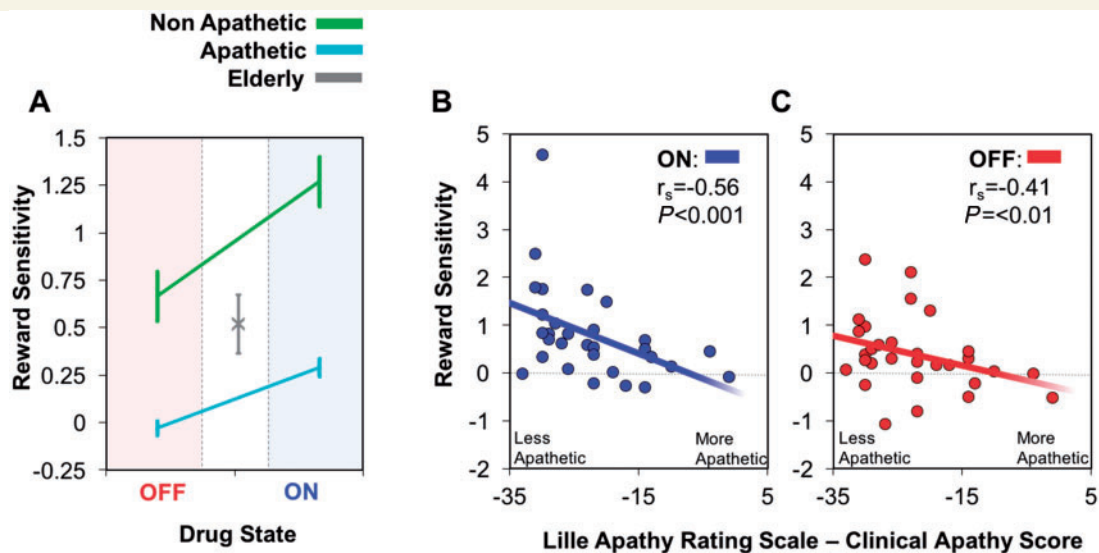 Non Apathetic
Apathetic
Elderly
A
Reward Sensitivity
1.5
1.25
1
0.75
0.5
0.25
0
-0.25
OFF
ON
Drug State
B
Reward Sensitivity
5
4
3
2
1
0
-1
-2
ON:
rs=-0.56
P<0.001
Less
Apathetic
More
Apathetic
-35
-15
5
C
5
4
3
2
1
0
-1
-2
OFF:
rs=-0.41
P=<0.01
Less
Apathetic
More
Apathetic
-35
-15
5
Lille Apathy Rating Scale – Clinical Apathy Score